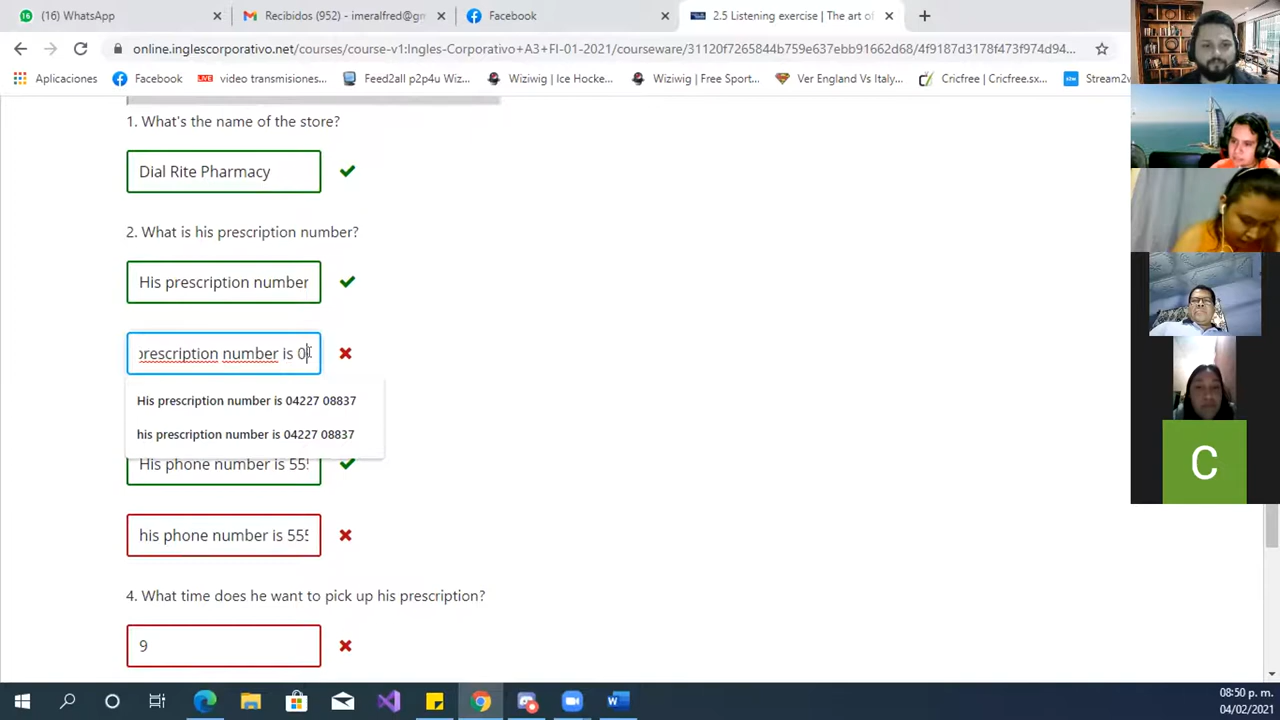 (16) WhatsApp
Recibidos (952) - imeralfred@gm
Facebook
2.5 Listening exercise | The art of
online.inglescorporativo.net/courses/course-v1:Ingles-Corporativo+A3+FI-01-2021/courseware/31120f7265844b759e637ebb91662d68/4f9187d3178f473f974d94...
Aplicaciones
Facebook
LIVE video transmisiones...
Feed2all p2p4u Wiz...
Wiziwig | Ice Hocke...
Wiziwig | Free Sport...
Ver England Vs Italy...
Cricfree | Cricfree.sx...
Stream2v
1. What's the name of the store?
Dial Rite Pharmacy
2. What is his prescription number?
His prescription number
prescription number is 0
His prescription number is 04227 08837
his prescription number is 04227 08837
His phone number is 55
his phone number is 555
4. What time does he want to pick up his prescription?
9
C
08:50 p. m.
04/02/2021